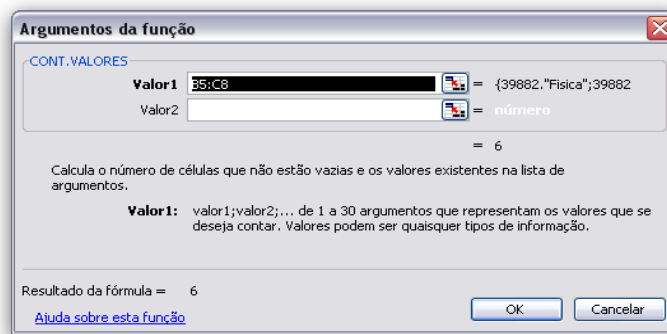 Argumentos da função
CONT.VALORES
Valor1 B5:C8 = {39882."Fisica";39882
Valor2 = número
= 6
Calcula o número de células que não estão vazias e os valores existentes na lista de
argumentos.
Valor1: valor1;valor2;... de 1 a 30 argumentos que representam os valores que se
deseja contar. Valores podem ser quaisquer tipos de informação.
Resultado da fórmula = 6
Ajuda sobre esta função
OK Cancelar